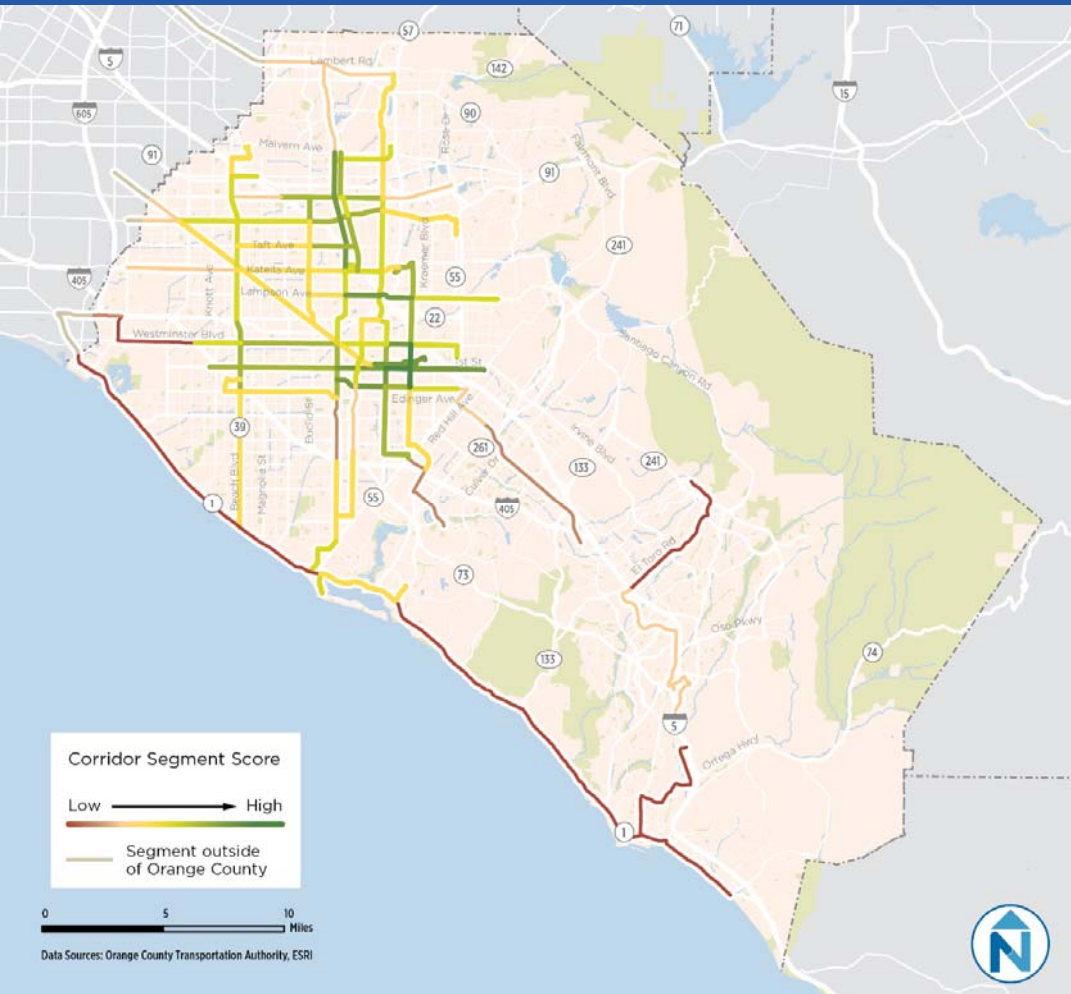 57
71
5
Lambert Rd
142
15
605
90
Rose Dr
91
Malvern Ave
Fairmont Blvd
91
241
Taft Ave
Kraemer Blvd
Katella Ave
55
405
Knott Ave
Lampson Ave
22
Westminster Blvd
Santiago Canyon Rd
1st St
Edinger Ave
Euclid St
Red Hill Ave
39
Irvine Blvd
261
133
241
Culver Dr
Beach Blvd
Magnolia St
55
1
405
El Toro Rd
73
Oso Pkwy
133
74
5
Ortega Hwy
1
Corridor Segment Score
Low High
Segment outside
of Orange County
0 5 10
Miles
Data Sources: Orange County Transportation Authority, ESRI
N